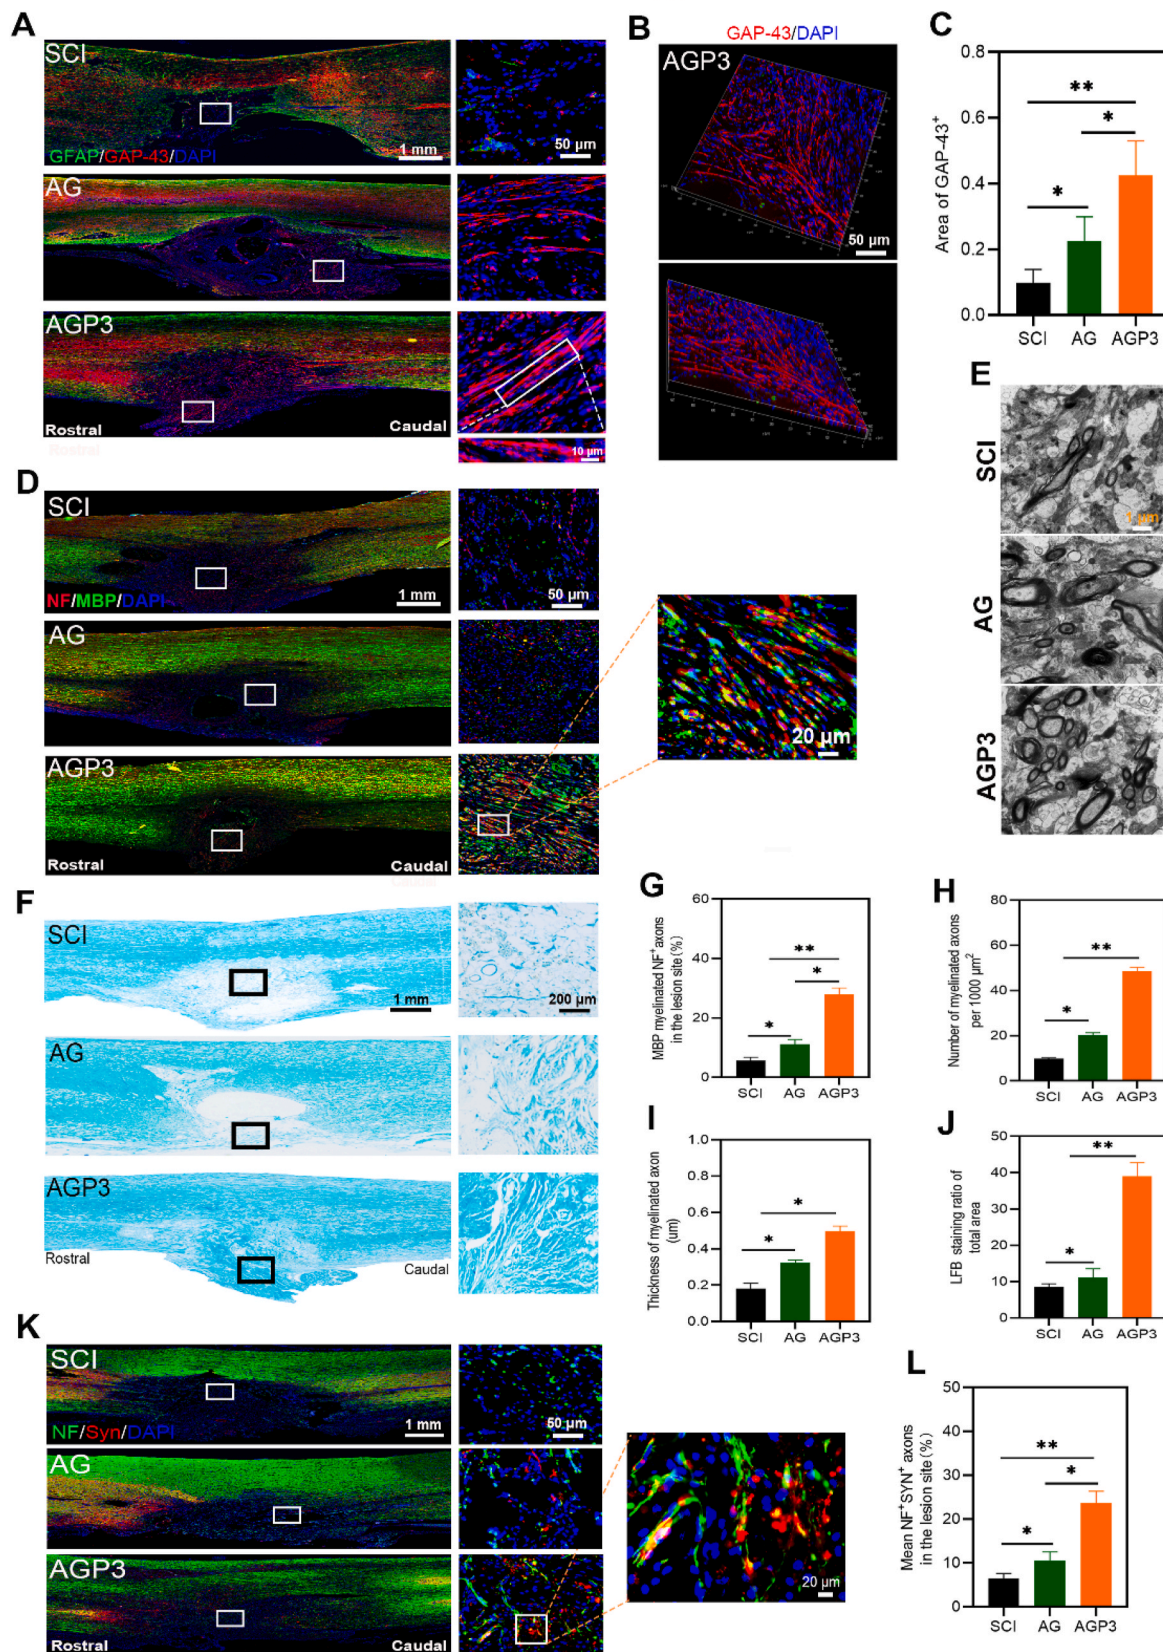 A
SCI
GFAP/GAP-43/DAPI
1 mm
50 µm
AG
AGP3
Rostral
Caudal
10 µm
B
GAP-43/DAPI
AGP3
50 µm
C
Area of GAP-43⁺
0.8
0.6
0.4
0.2
0.0
**
*
*
SCI AG AGP3
D
SCI
NF/MBP/DAPI
1 mm
50 µm
AG
AGP3
Rostral
Caudal
20 µm
E
SCI
1 µm
AG
AGP3
F
SCI
1 mm
200 µm
AG
AGP3
Rostral
Caudal
G
MBP myelinated NF⁺axons
in the lesion site(%)
60
40
20
0
**
*
*
SCI AG AGP3
H
Number of myelinated axons
per 1000 µm²
80
60
40
20
0
**
*
SCI AG AGP3
I
Thickness of myelinated axon
(um)
1.0
0.8
0.6
0.4
0.2
0.0
*
*
SCI AG AGP3
J
LFB staining ratio of
total area
50
40
30
20
10
0
**
*
SCI AG AGP3
K
SCI
NF/Syn/DAPI
1 mm
50 µm
AG
AGP3
Rostral
Caudal
20 µm
L
Mean NF⁺SYN⁺ axons
in the lesion site(%)
50
40
30
20
10
0
**
*
*
SCI AG AGP3